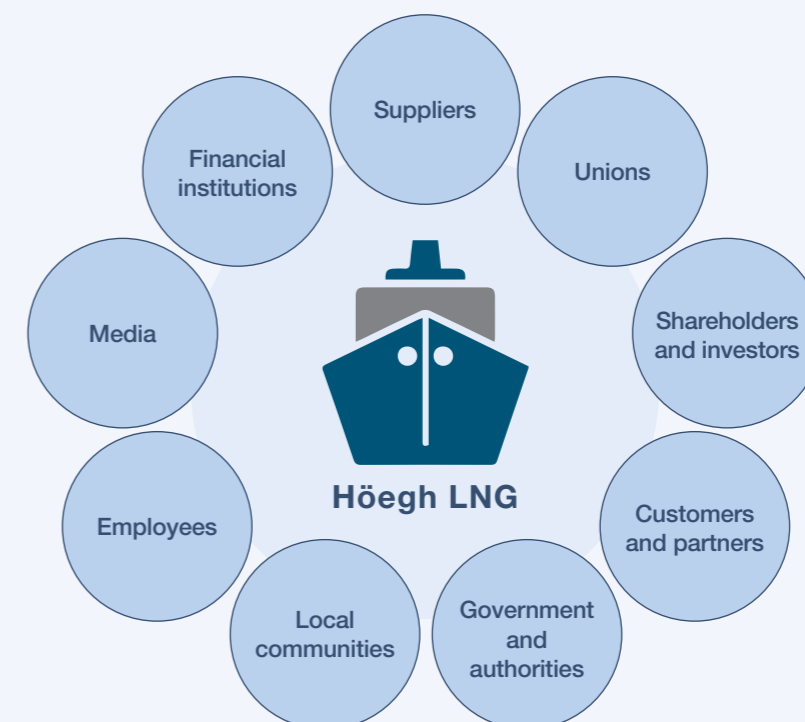 Suppliers
Financial
institutions
Unions
Media
Shareholders
and investors
Höegh LNG
Employees
Customers
and partners
Local
communities
Government
and
authorities